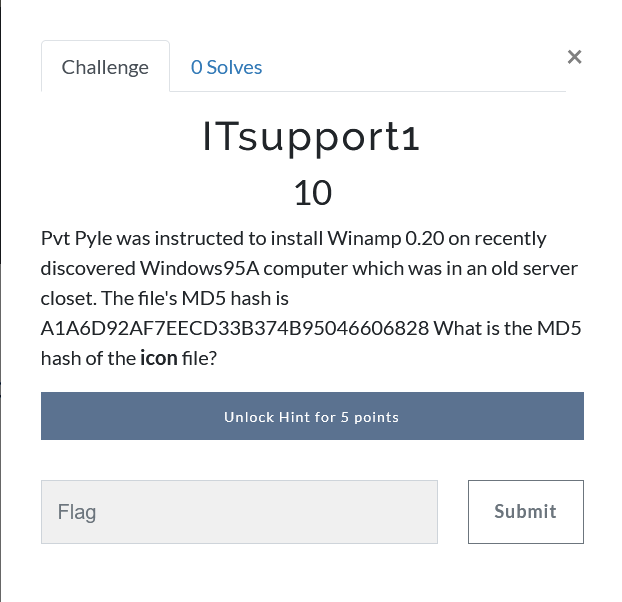 Challenge
0 Solves
×
ITsupport1
10
Pvt Pyle was instructed to install Winamp 0.20 on recently
discovered Windows95A computer which was in an old server
closet. The file's MD5 hash is
A1A6D92AF7EECD33B374B95046606828 What is the MD5
hash of the icon file?
Unlock Hint for 5 points
Flag
Submit